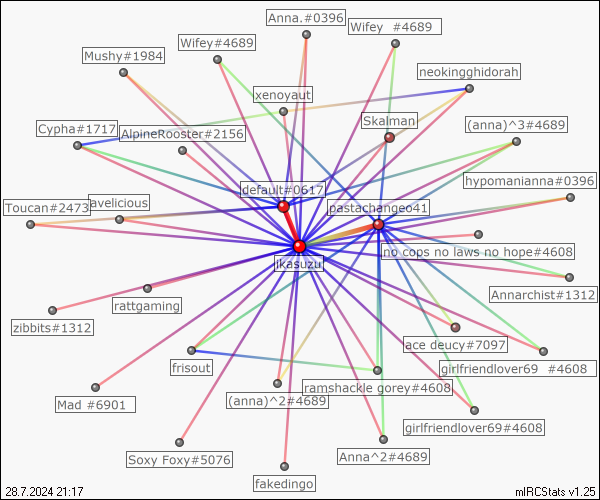 Anna.#0396
Wifey #4689
Wifey#4689
Mushy#1984
neokingghidorah
xenoyaut
Skalman
(anna)^3#4689
Cypha#1717
AlpineRooster#2156
hypomanianna#0396
default#0617
pastachange041
Toucan#2473
avelicious
no cops no laws no hope#4608
jkasuzu
Annarchist#1312
rattgaming
zibbits#1312
ace deucy#7097
frisout
girlfriendlover69 #4608
ramshackle gorey#4608
(anna)^2#4689
Mad #6901
girlfriendlover69#4608
Anna^2#4689
Soxy Foxy#5076
fakedingo
28.7.2024 21:17
mIRCStats v1.25